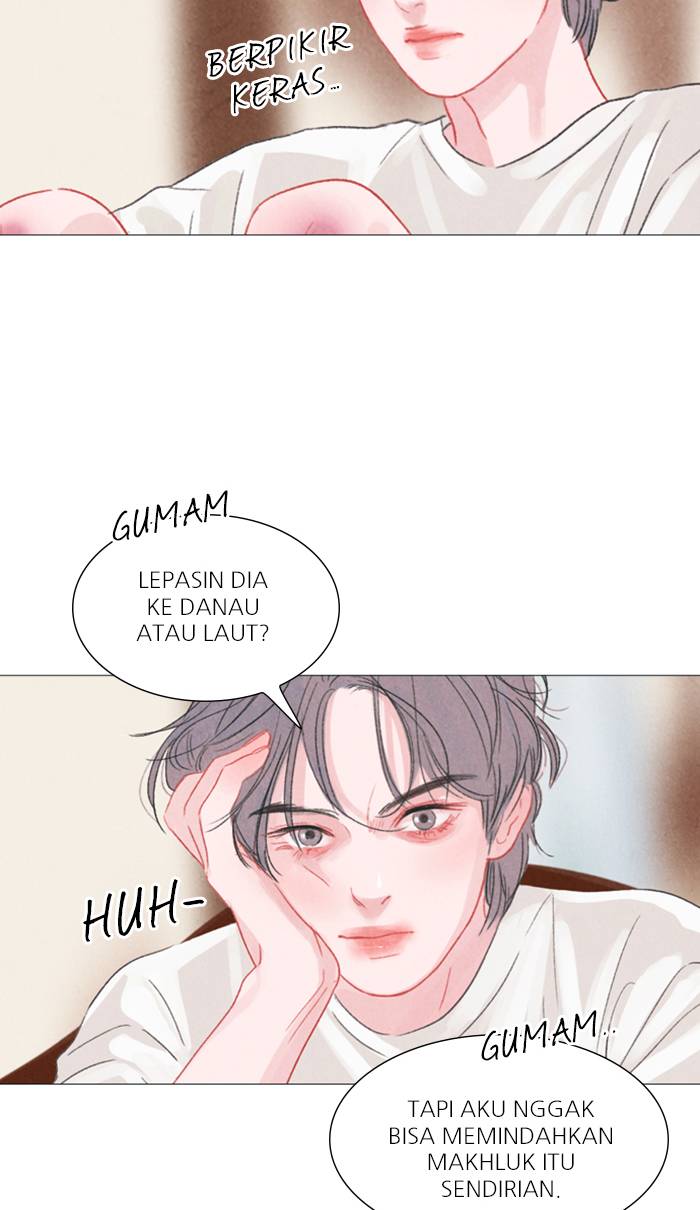 BERPIKIR
KERAS...
GUMAM
LEPASIN DIA
KE DANAU
ATAU LAUT?
HUH-
GUMAM..
TAPI AKU NGGAK
BISA MEMINDAHKAN
MAKHLUK ITU
SENDIRIAN.